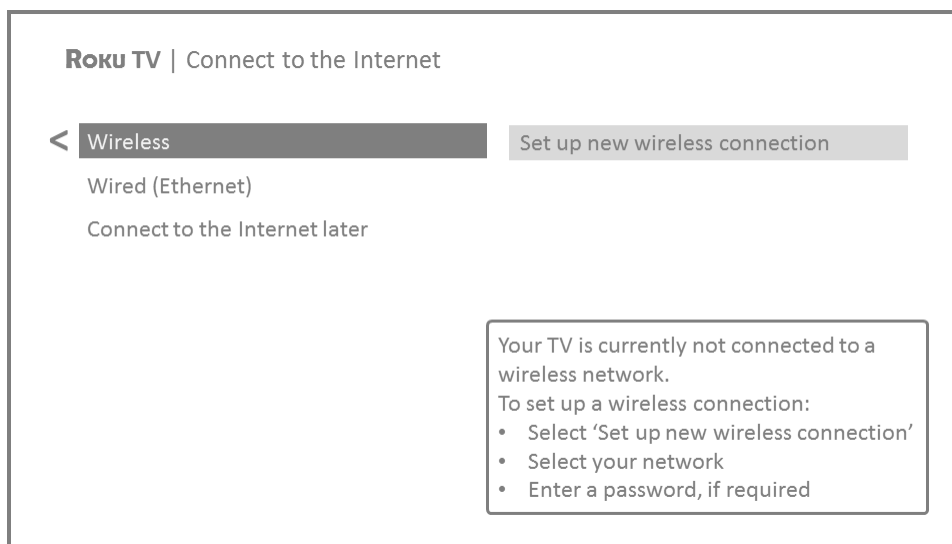 ROKU TV | Connect to the Internet
< Wireless
Set up new wireless connection
Wired (Ethernet)
Connect to the Internet later
Your TV is currently not connected to a
wireless network.
To set up a wireless connection:
• Select ‘Set up new wireless connection’
• Select your network
• Enter a password, if required